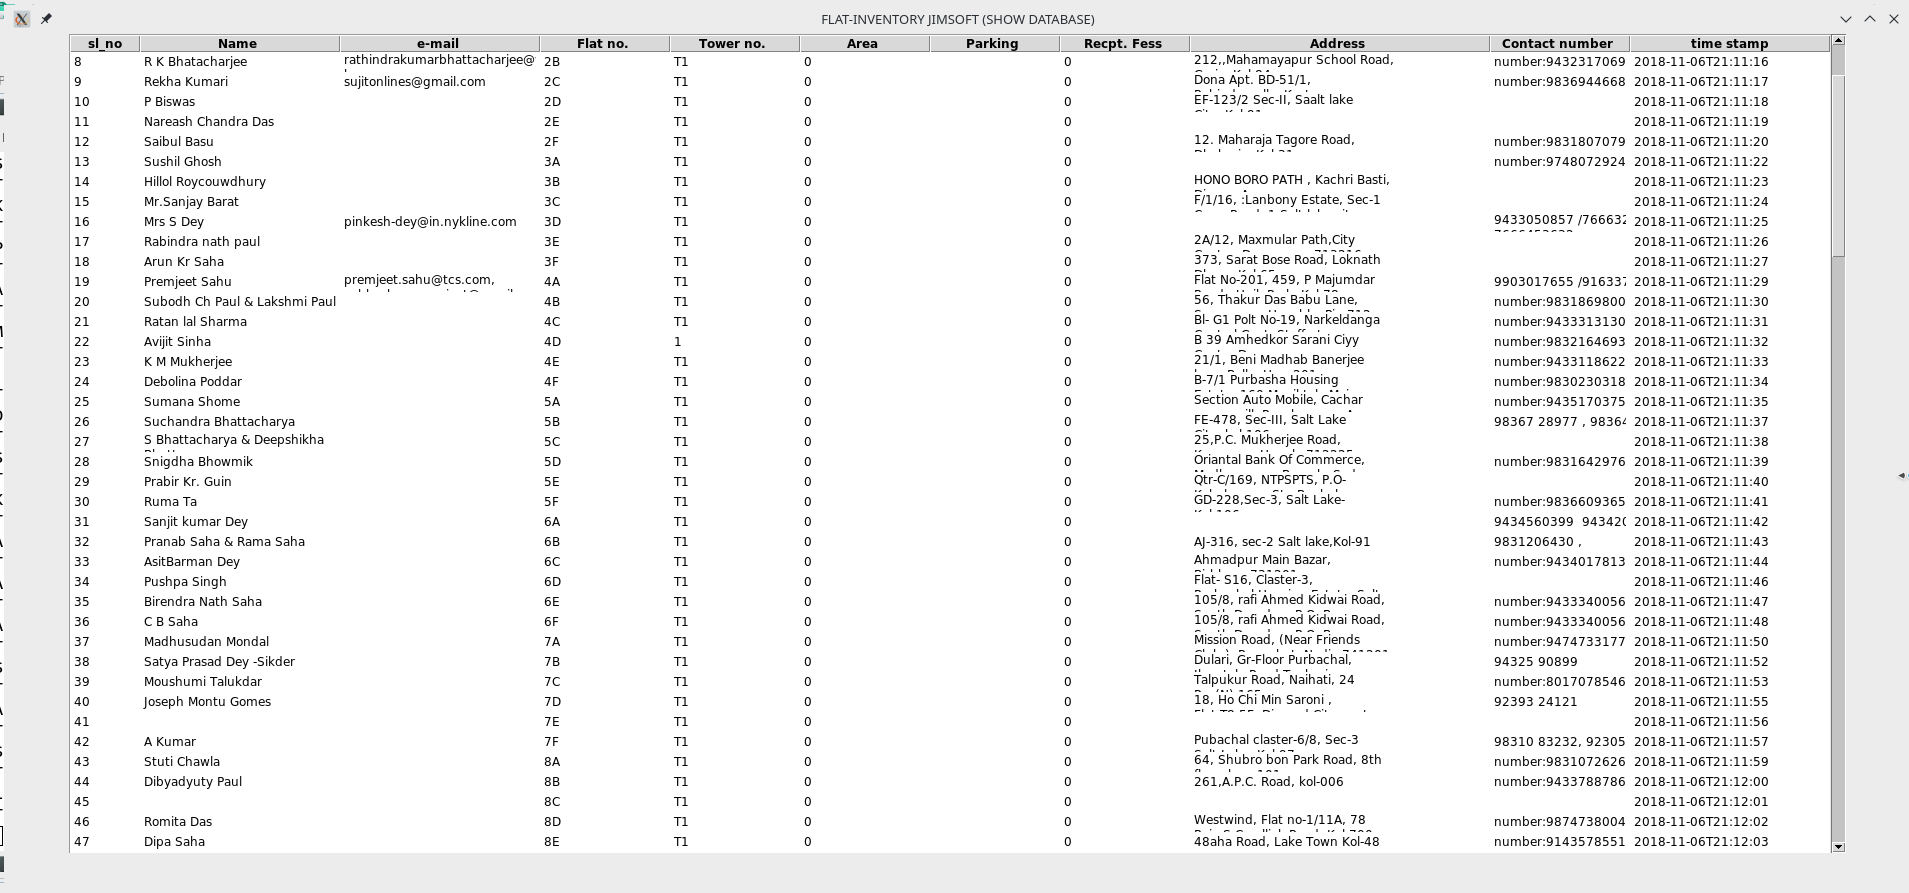 FLAT-INVENTORY JIMSOFT (SHOW DATABASE)
sl_no Name e-mail Flat no. Tower no. Area Parking Recpt. Fess Address Contact number time stamp
8 R K Bhatacharjee rathindrakumarbhattacharjee@ 2B T1 0 0 212,,Mahamayapur School Road, number:9432317069 2018-11-06T21:11:16
9 Rekha Kumari sujitonlines@gmail.com 2C T1 0 0 Dona Apt. BD-51/1, number:9836944668 2018-11-06T21:11:17
10 P Biswas 2D T1 0 0 EF-123/2 Sec-II, Saalt lake 2018-11-06T21:11:18
11 Nareash Chandra Das 2E T1 0 0 2018-11-06T21:11:19
12 Saibul Basu 2F T1 0 0 12. Maharaja Tagore Road, number:9831807079 2018-11-06T21:11:20
13 Sushil Ghosh 3A T1 0 0 number:9748072924 2018-11-06T21:11:22
14 Hillol Roycouwdhury 3B T1 0 0 HONO BORO PATH , Kachri Basti, 2018-11-06T21:11:23
15 Mr.Sanjay Barat 3C T1 0 0 F/1/16, :Lanbony Estate, Sec-1 2018-11-06T21:11:24
16 Mrs S Dey pinkesh-dey@in.nykline.com 3D T1 0 0 9433050857 /766632 2018-11-06T21:11:25
17 Rabindra nath paul 3E T1 0 0 2A/12, Maxmular Path,City 2018-11-06T21:11:26
18 Arun Kr Saha 3F T1 0 0 373, Sarat Bose Road, Loknath 2018-11-06T21:11:27
19 Premjeet Sahu premjeet.sahu@tcs.com, 4A T1 0 0 Flat No-201, 459, P Majumdar 9903017655 /916337 2018-11-06T21:11:29
20 Subodh Ch Paul & Lakshmi Paul 4B T1 0 0 56, Thakur Das Babu Lane, number:9831869800 2018-11-06T21:11:30
21 Ratan lal Sharma 4C T1 0 0 Bl- G1 Polt No-19, Narkeldanga number:9433313130 2018-11-06T21:11:31
22 Avijit Sinha 4D 1 0 0 B 39 Amhedkor Sarani Ciyy number:9832164693 2018-11-06T21:11:32
23 K M Mukherjee 4E T1 0 0 21/1, Beni Madhab Banerjee number:9433118622 2018-11-06T21:11:33
24 Debolina Poddar 4F T1 0 0 B-7/1 Purbasha Housing number:9830230318 2018-11-06T21:11:34
25 Sumana Shome 5A T1 0 0 Section Auto Mobile, Cachar number:9435170375 2018-11-06T21:11:35
26 Suchandra Bhattacharya 5B T1 0 0 FE-478, Sec-III, Salt Lake 98367 28977 , 98364 2018-11-06T21:11:37
27 S Bhattacharya & Deepshikha 5C T1 0 0 25,P.C. Mukherjee Road, 2018-11-06T21:11:38
28 Snigdha Bhowmik 5D T1 0 0 Oriantal Bank Of Commerce, number:9831642976 2018-11-06T21:11:39
29 Prabir Kr. Guin 5E T1 0 0 Qtr-C/169, NTPSPTS, P.O- 2018-11-06T21:11:40
30 Ruma Ta 5F T1 0 0 GD-228,Sec-3, Salt Lake- number:9836609365 2018-11-06T21:11:41
31 Sanjit kumar Dey 6A T1 0 0 9434560399 943420 2018-11-06T21:11:42
32 Pranab Saha & Rama Saha 6B T1 0 0 AJ-316, sec-2 Salt lake,Kol-91 9831206430 , 2018-11-06T21:11:43
33 AsitBarman Dey 6C T1 0 0 Ahmadpur Main Bazar, number:9434017813 2018-11-06T21:11:44
34 Pushpa Singh 6D T1 0 0 Flat- S16, Claster-3, 2018-11-06T21:11:46
35 Birendra Nath Saha 6E T1 0 0 105/8, rafi Ahmed Kidwai Road, number:9433340056 2018-11-06T21:11:47
36 C B Saha 6F T1 0 0 105/8, rafi Ahmed Kidwai Road, number:9433340056 2018-11-06T21:11:48
37 Madhusudan Mondal 7A T1 0 0 Mission Road, (Near Friends number:9474733177 2018-11-06T21:11:50
38 Satya Prasad Dey -Sikder 7B T1 0 0 Dulari, Gr-Floor Purbachal, 94325 90899 2018-11-06T21:11:52
39 Moushumi Talukdar 7C T1 0 0 Talpukur Road, Naihati, 24 number:8017078546 2018-11-06T21:11:53
40 Joseph Montu Gomes 7D T1 0 0 18, Ho Chi Min Saroni , 92393 24121 2018-11-06T21:11:55
41 7E T1 0 0 2018-11-06T21:11:56
42 A Kumar 7F T1 0 0 Pubachal claster-6/8, Sec-3 98310 83232, 92305 2018-11-06T21:11:57
43 Stuti Chawla 8A T1 0 0 64, Shubro bon Park Road, 8th number:9831072626 2018-11-06T21:11:59
44 Dibyadyuty Paul 8B T1 0 0 261,A.P.C. Road, kol-006 number:9433788786 2018-11-06T21:12:00
45 8C T1 0 0 2018-11-06T21:12:01
46 Romita Das 8D T1 0 0 Westwind, Flat no-1/11A, 78 number:9874738004 2018-11-06T21:12:02
47 Dipa Saha 8E T1 0 0 48aha Road, Lake Town Kol-48 number:9143578551 2018-11-06T21:12:03